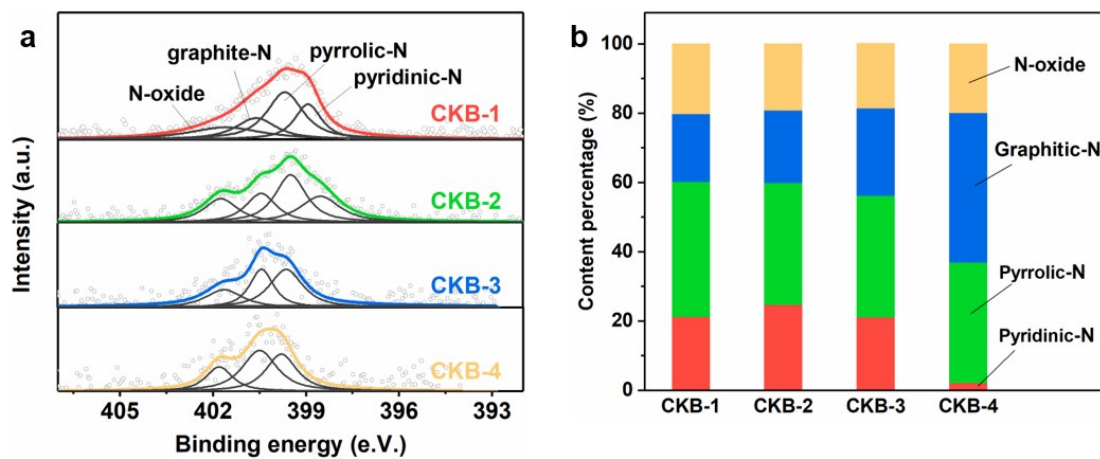 a
graphite-N
pyrrolic-N
pyridinic-N
N-oxide
CKB-1
CKB-2
CKB-3
CKB-4
Intensity (a.u.)
405 402 399 396 393
Binding energy (e.V.)
b
100
80
60
40
20
0
Content percentage (%)
N-oxide
Graphitic-N
Pyrrolic-N
Pyridinic-N
CKB-1 CKB-2 CKB-3 CKB-4